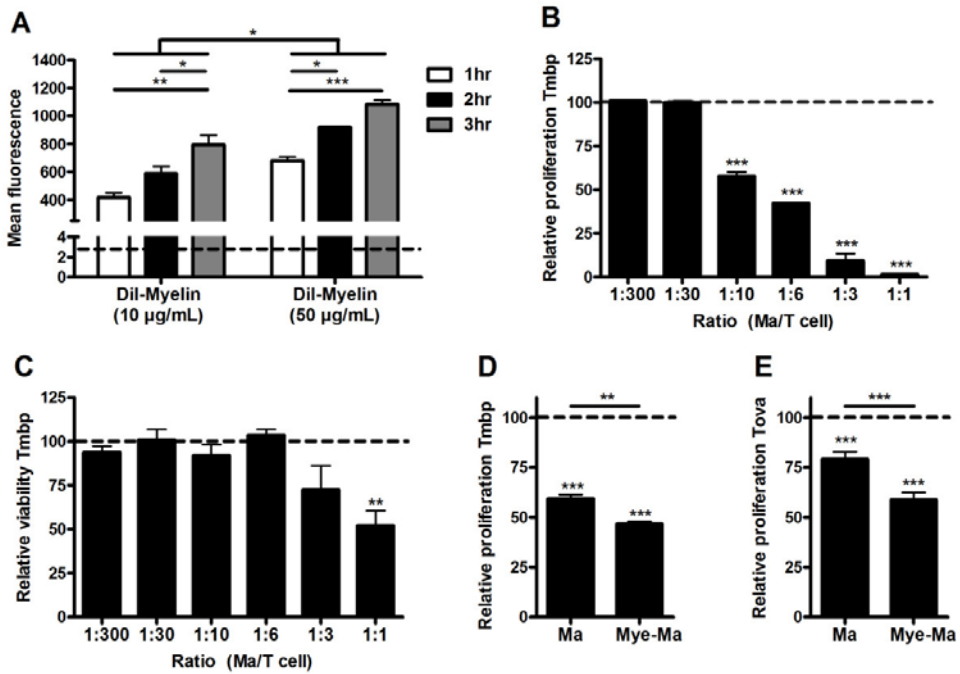 A
*
*
**
*
***
1400
1200
1000
800
600
400
4
2
0
Mean fluorescence
1hr
2hr
3hr
Dil-Myelin
(10 µg/mL)
Dil-Myelin
(50 µg/mL)
B
125
100
75
50
25
0
Relative proliferation Tmbp
***
***
***
***
1:300 1:30 1:10 1:6 1:3 1:1
Ratio (Ma/T cell)
C
125
100
75
50
25
0
Relative viability Tmbp
**
1:300 1:30 1:10 1:6 1:3 1:1
Ratio (Ma/T cell)
D
**
100
75
50
25
0
Relative proliferation Tmbp
***
***
Ma Mye-Ma
E
***
100
75
50
25
0
Relative proliferation Tova
***
***
Ma Mye-Ma